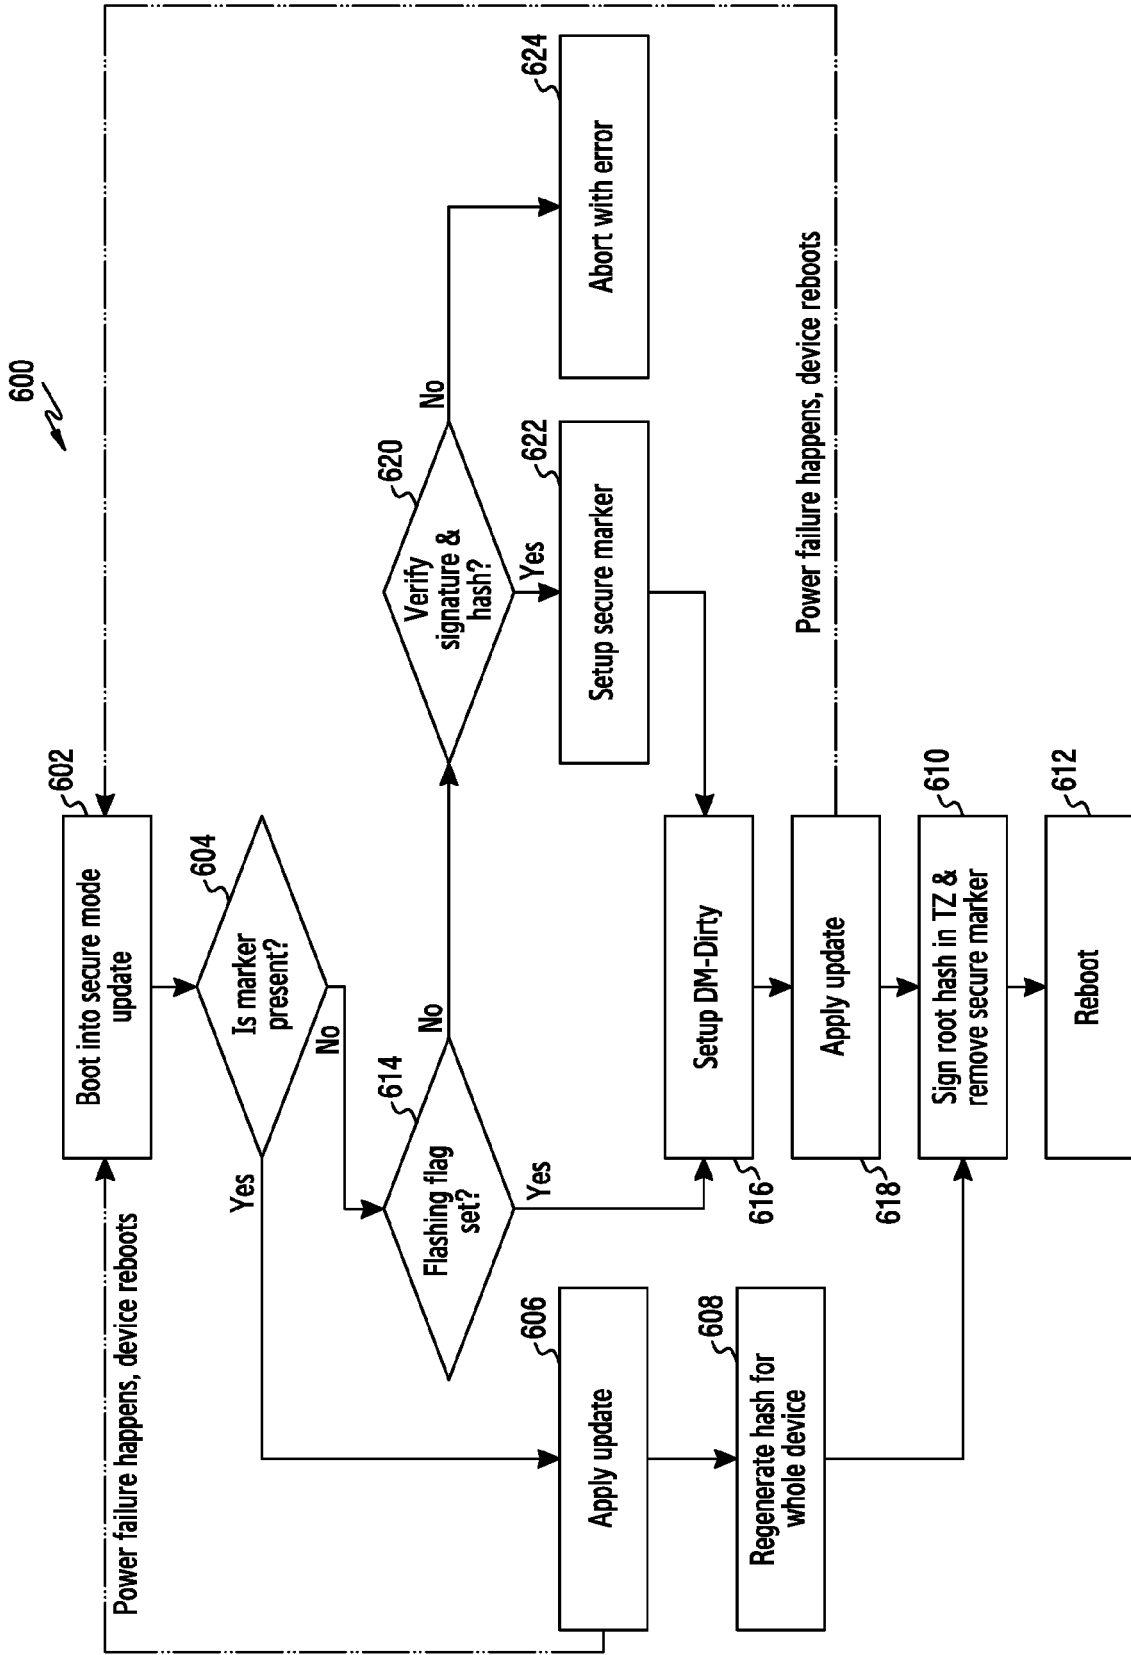 600
602
Boot into secure mode
update
604
Is marker
present?
Yes
No
Power failure happens, device reboots
614
Flashing flag
set?
No
Yes
620
Verify
signature &
hash?
No
Yes
624
Abort with error
622
Setup secure marker
606
Apply update
608
Regenerate hash for
whole device
Setup DM-Dirty
616
Apply update
618
Power failure happens, device reboots
610
Sign root hash in TZ &
remove secure marker
612
Reboot